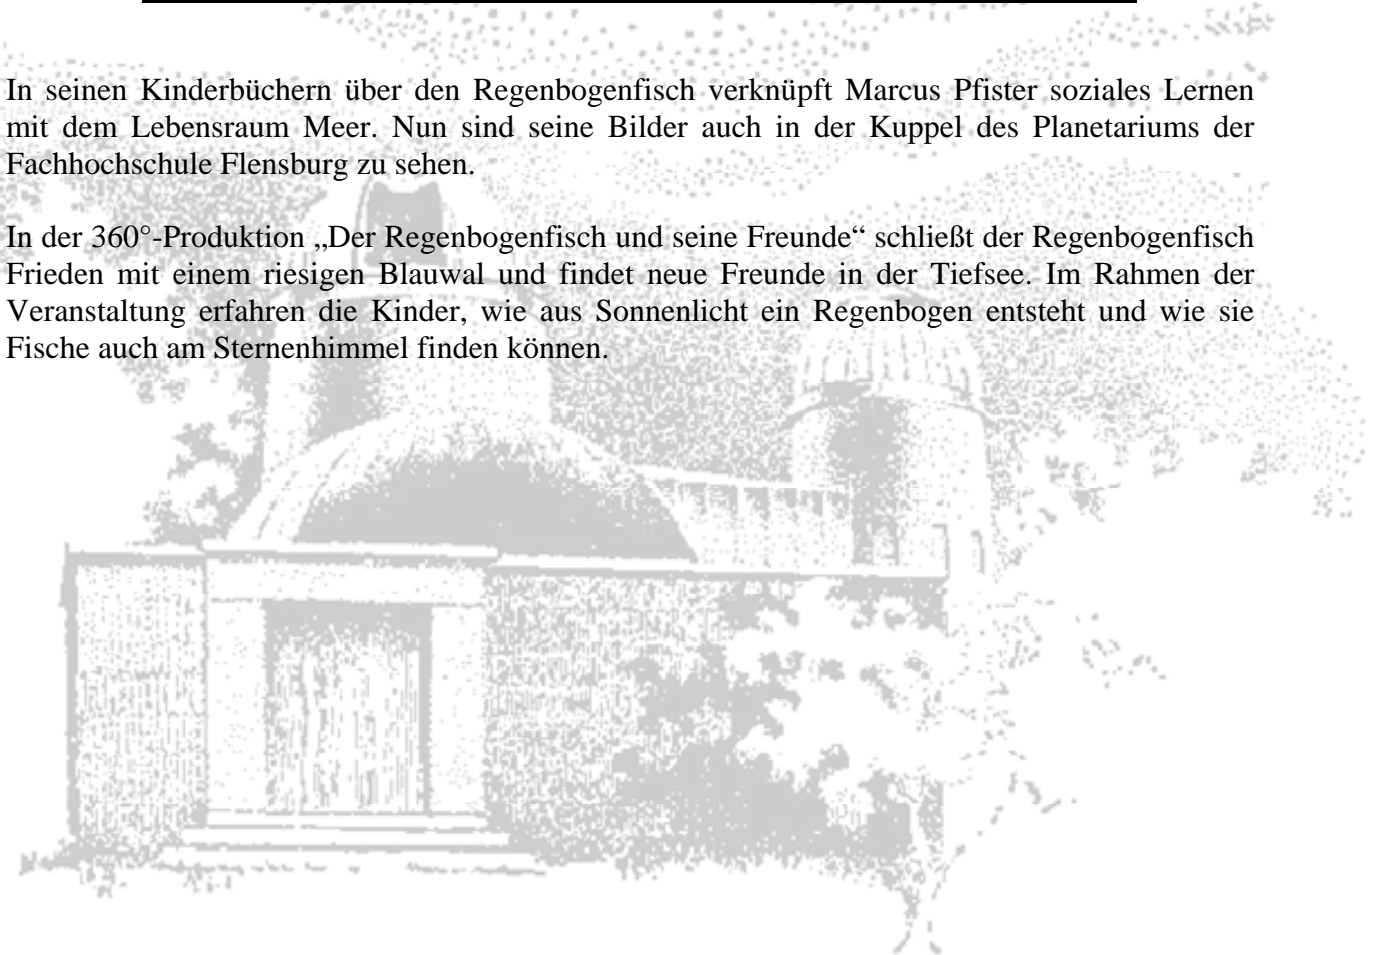 In seinen Kinderbüchern über den Regenbogenfisch verknüpft Marcus Pfister soziales Lernen
mit dem Lebensraum Meer. Nun sind seine Bilder auch in der Kuppel des Planetariums der
Fachhochschule Flensburg zu sehen.
In der 360°-Produktion „Der Regenbogenfisch und seine Freunde“ schließt der Regenbogenfisch
Frieden mit einem riesigen Blauwal und findet neue Freunde in der Tiefsee. Im Rahmen der
Veranstaltung erfahren die Kinder, wie aus Sonnenlicht ein Regenbogen entsteht und wie sie
Fische auch am Sternenhimmel finden können.